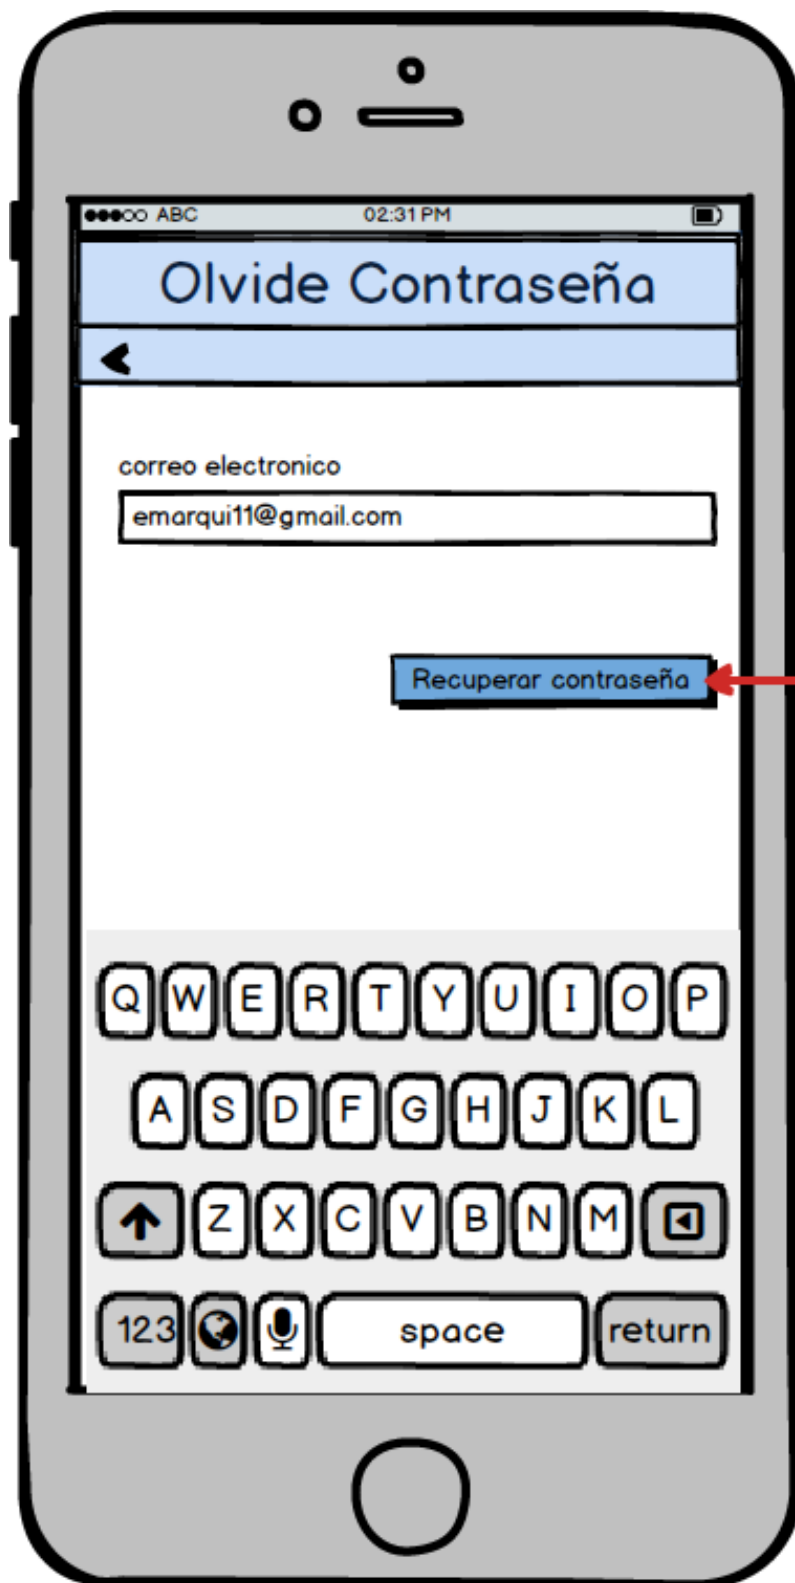 ABC 02:31 PM
Olvide Contraseña
correo electronico
emarqui11@gmail.com
Recuperar contraseña
Q W E R T Y U I O P
A S D F G H J K L
Z X C V B N M
123 space return